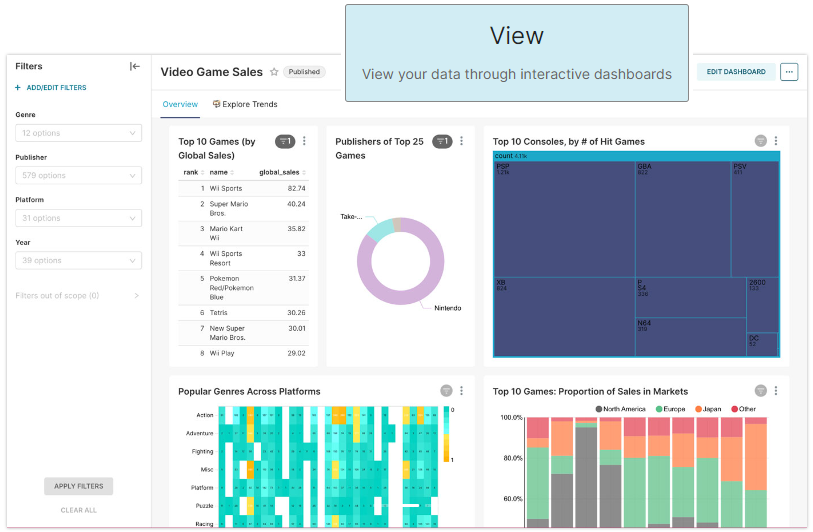 View
View your data through interactive dashboards
Filters
ADD/EDIT FILTERS
Genre
12 options
Publisher
579 options
Platform
31 options
Year
39 options
Filters out of scope (0)
APPLY FILTERS
CLEAR ALL
Video Game Sales
Published
EDIT DASHBOARD
Overview
Explore Trends
Top 10 Games (by
Global Sales)
1
rank name global_sales
1 Wii Sports 82.74
2 Super Mario
Bros. 40.24
3 Mario Kart
Wii 35.82
4 Wii Sports
Resort 33
5 Pokemon
Red/Pokemon
Blue 31.37
6 Tetris 30.26
7 New Super
Mario Bros. 30.01
8 Wii Play 29.02
Publishers of Top 25
Games
1
Take-...
Nintendo
Top 10 Consoles, by # of Hit Games
count 4.11k
PSP
1.21k
GBA
822
PSV
XB
824
P
S4
N64
2600
DC
Popular Genres Across Platforms
Action
Adventure
Fighting
Misc
Platform
Puzzle
Racing
0
1
Top 10 Games: Proportion of Sales in Markets
North America Europe Japan Other
100.0%
80.0%
60.0%